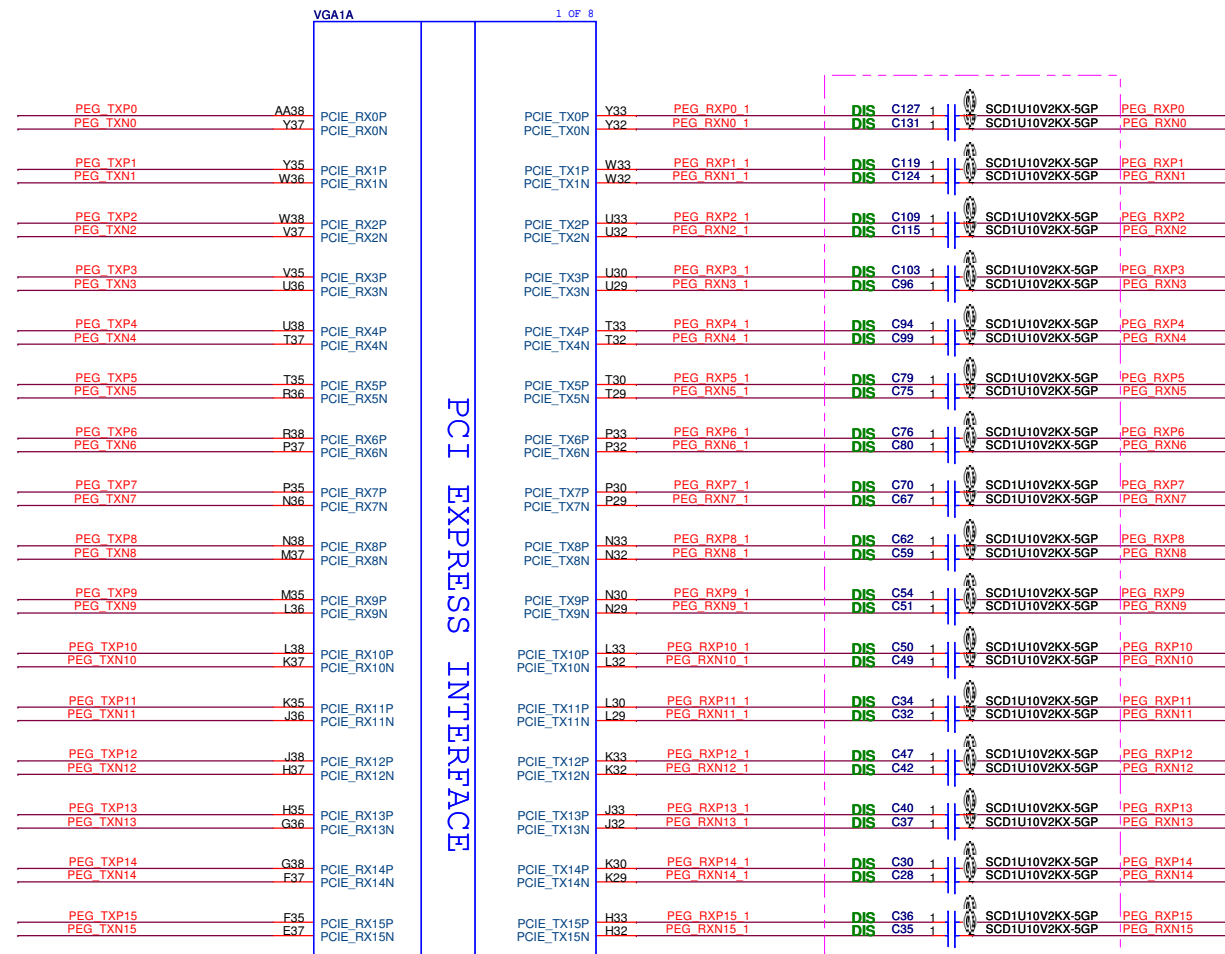 VGA1A 1 OF 8
PEG_TXP0 AA38 PCIE_RX0P PCIE_TX0P Y33 PEG_RXP0_1 DIS C127 1 SCD1U10V2KX-5GP PEG_RXP0
PEG_TXN0 Y37 PCIE_RX0N PCIE_TX0N Y32 PEG_RXN0_1 DIS C131 1 SCD1U10V2KX-5GP PEG_RXN0
PEG_TXP1 Y35 PCIE_RX1P PCIE_TX1P W33 PEG_RXP1_1 DIS C119 1 SCD1U10V2KX-5GP PEG_RXP1
PEG_TXN1 W36 PCIE_RX1N PCIE_TX1N W32 PEG_RXN1_1 DIS C124 1 SCD1U10V2KX-5GP PEG_RXN1
PEG_TXP2 W38 PCIE_RX2P PCIE_TX2P U33 PEG_RXP2_1 DIS C109 1 SCD1U10V2KX-5GP PEG_RXP2
PEG_TXN2 V37 PCIE_RX2N PCIE_TX2N U32 PEG_RXN2_1 DIS C115 1 SCD1U10V2KX-5GP PEG_RXN2
PEG_TXP3 V35 PCIE_RX3P PCIE_TX3P U30 PEG_RXP3_1 DIS C103 1 SCD1U10V2KX-5GP PEG_RXP3
PEG_TXN3 U36 PCIE_RX3N PCIE_TX3N U29 PEG_RXN3_1 DIS C96 1 SCD1U10V2KX-5GP PEG_RXN3
PEG_TXP4 U38 PCIE_RX4P PCIE_TX4P T33 PEG_RXP4_1 DIS C94 1 SCD1U10V2KX-5GP PEG_RXP4
PEG_TXN4 T37 PCIE_RX4N PCIE_TX4N T32 PEG_RXN4_1 DIS C99 1 SCD1U10V2KX-5GP PEG_RXN4
PEG_TXP5 T35 PCIE_RX5P PCIE_TX5P T30 PEG_RXP5_1 DIS C79 1 SCD1U10V2KX-5GP PEG_RXP5
PEG_TXN5 R36 PCIE_RX5N PCIE_TX5N T29 PEG_RXN5_1 DIS C75 1 SCD1U10V2KX-5GP PEG_RXN5
PEG_TXP6 R38 PCIE_RX6P PCIE_TX6P P33 PEG_RXP6_1 DIS C76 1 SCD1U10V2KX-5GP PEG_RXP6
PEG_TXN6 P37 PCIE_RX6N PCIE_TX6N P32 PEG_RXN6_1 DIS C80 1 SCD1U10V2KX-5GP PEG_RXN6
PEG_TXP7 P35 PCIE_RX7P PCIE_TX7P P30 PEG_RXP7_1 DIS C70 1 SCD1U10V2KX-5GP PEG_RXP7
PEG_TXN7 N36 PCIE_RX7N PCIE_TX7N P29 PEG_RXN7_1 DIS C67 1 SCD1U10V2KX-5GP PEG_RXN7
PEG_TXP8 N38 PCIE_RX8P PCIE_TX8P N33 PEG_RXP8_1 DIS C62 1 SCD1U10V2KX-5GP PEG_RXP8
PEG_TXN8 M37 PCIE_RX8N PCIE_TX8N N32 PEG_RXN8_1 DIS C59 1 SCD1U10V2KX-5GP PEG_RXN8
PEG_TXP9 M35 PCIE_RX9P PCIE_TX9P N30 PEG_RXP9_1 DIS C54 1 SCD1U10V2KX-5GP PEG_RXP9
PEG_TXN9 L36 PCIE_RX9N PCIE_TX9N N29 PEG_RXN9_1 DIS C51 1 SCD1U10V2KX-5GP PEG_RXN9
PEG_TXP10 L38 PCIE_RX10P PCIE_TX10P L33 PEG_RXP10_1 DIS C50 1 SCD1U10V2KX-5GP PEG_RXP10
PEG_TXN10 K37 PCIE_RX10N PCIE_TX10N L32 PEG_RXN10_1 DIS C49 1 SCD1U10V2KX-5GP PEG_RXN10
PEG_TXP11 K35 PCIE_RX11P PCIE_TX11P L30 PEG_RXP11_1 DIS C34 1 SCD1U10V2KX-5GP PEG_RXP11
PEG_TXN11 J36 PCIE_RX11N PCIE_TX11N L29 PEG_RXN11_1 DIS C32 1 SCD1U10V2KX-5GP PEG_RXN11
PEG_TXP12 J38 PCIE_RX12P PCIE_TX12P K33 PEG_RXP12_1 DIS C47 1 SCD1U10V2KX-5GP PEG_RXP12
PEG_TXN12 H37 PCIE_RX12N PCIE_TX12N K32 PEG_RXN12_1 DIS C42 1 SCD1U10V2KX-5GP PEG_RXN12
PEG_TXP13 H35 PCIE_RX13P PCIE_TX13P J33 PEG_RXP13_1 DIS C40 1 SCD1U10V2KX-5GP PEG_RXP13
PEG_TXN13 G36 PCIE_RX13N PCIE_TX13N J32 PEG_RXN13_1 DIS C37 1 SCD1U10V2KX-5GP PEG_RXN13
PEG_TXP14 G38 PCIE_RX14P PCIE_TX14P K30 PEG_RXP14_1 DIS C30 1 SCD1U10V2KX-5GP PEG_RXP14
PEG_TXN14 F37 PCIE_RX14N PCIE_TX14N K29 PEG_RXN14_1 DIS C28 1 SCD1U10V2KX-5GP PEG_RXN14
PEG_TXP15 F35 PCIE_RX15P PCIE_TX15P H33 PEG_RXP15_1 DIS C36 1 SCD1U10V2KX-5GP PEG_RXP15
PEG_TXN15 E37 PCIE_RX15N PCIE_TX15N H32 PEG_RXN15_1 DIS C35 1 SCD1U10V2KX-5GP PEG_RXN15
PCI EXPRESS INTERFACE